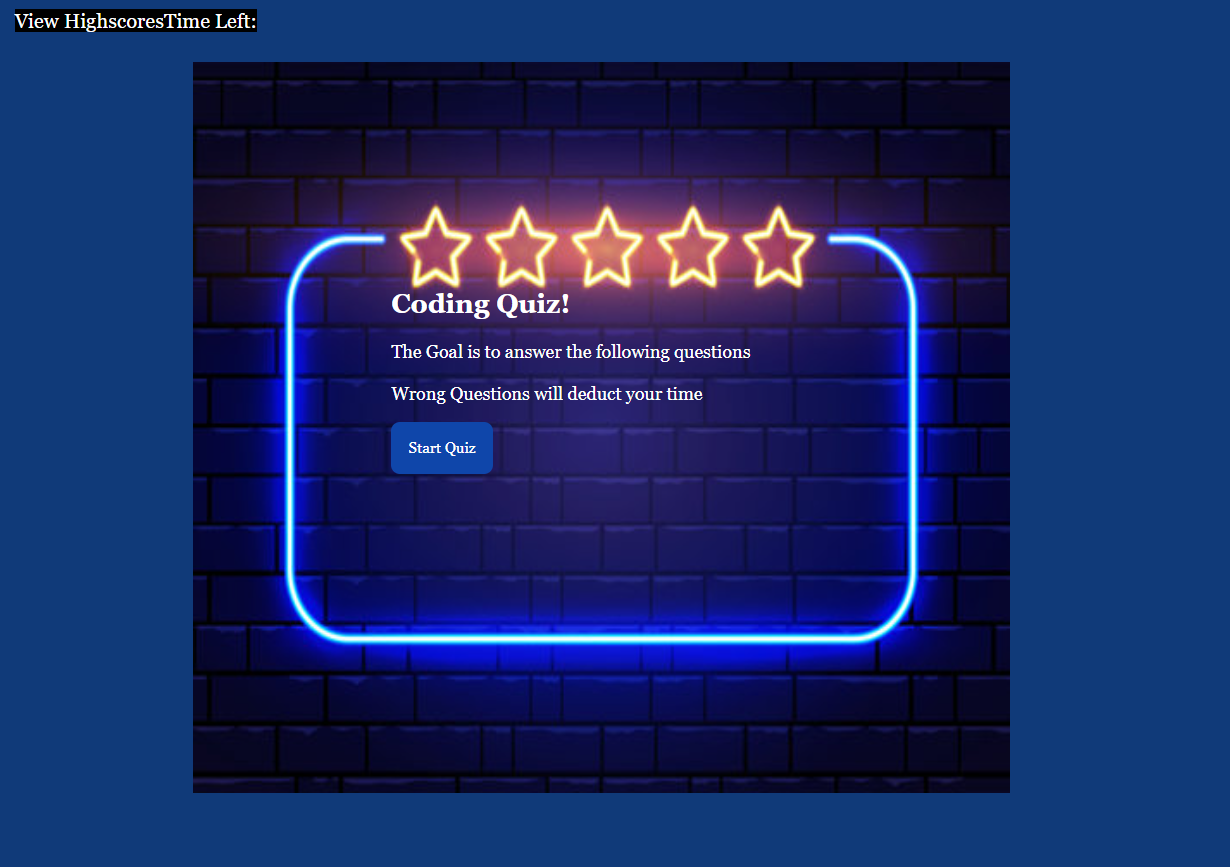 View HighscoresTime Left:
Coding Quiz!
The Goal is to answer the following questions
Wrong Questions will deduct your time
Start Quiz